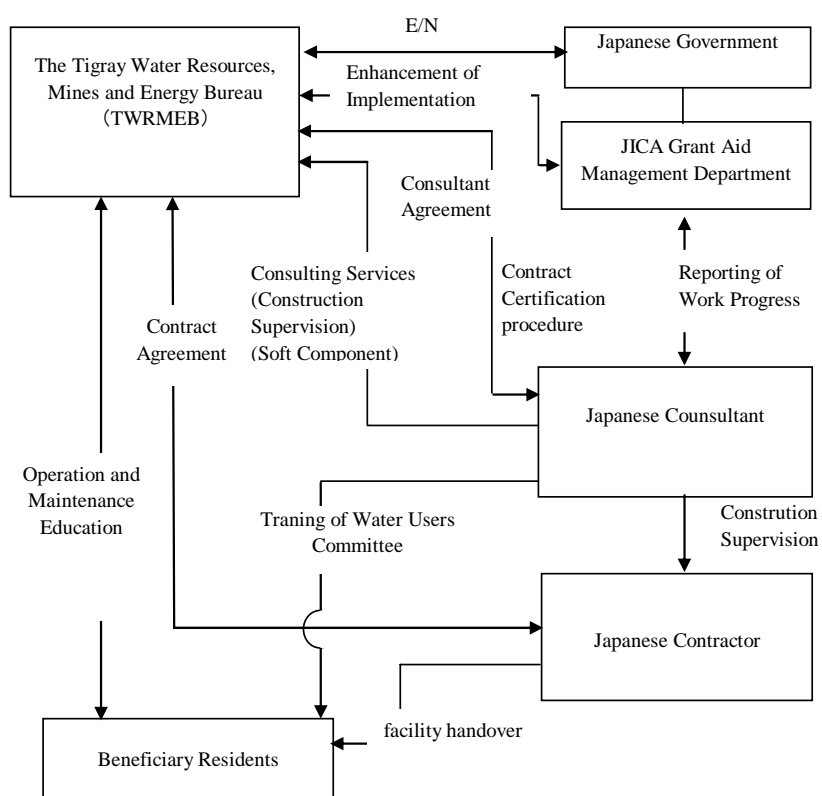 E/N
Japanese Government
The Tigray Water Resources,
Mines and Energy Bureau
（TWRMEB）
Enhancement of
Implementation
JICA Grant Aid
Management Department
Consultant
Agreement
Consulting Services
(Construction
Supervision)
(Soft Component)
Contract
Certification
procedure
Reporting of
Work Progress
Contract
Agreement
Japanese Counsultant
Operation and
Maintenance
Education
Traning of Water Users
Committee
Constrution
Supervision
Japanese Contractor
facility handover
Beneficiary Residents